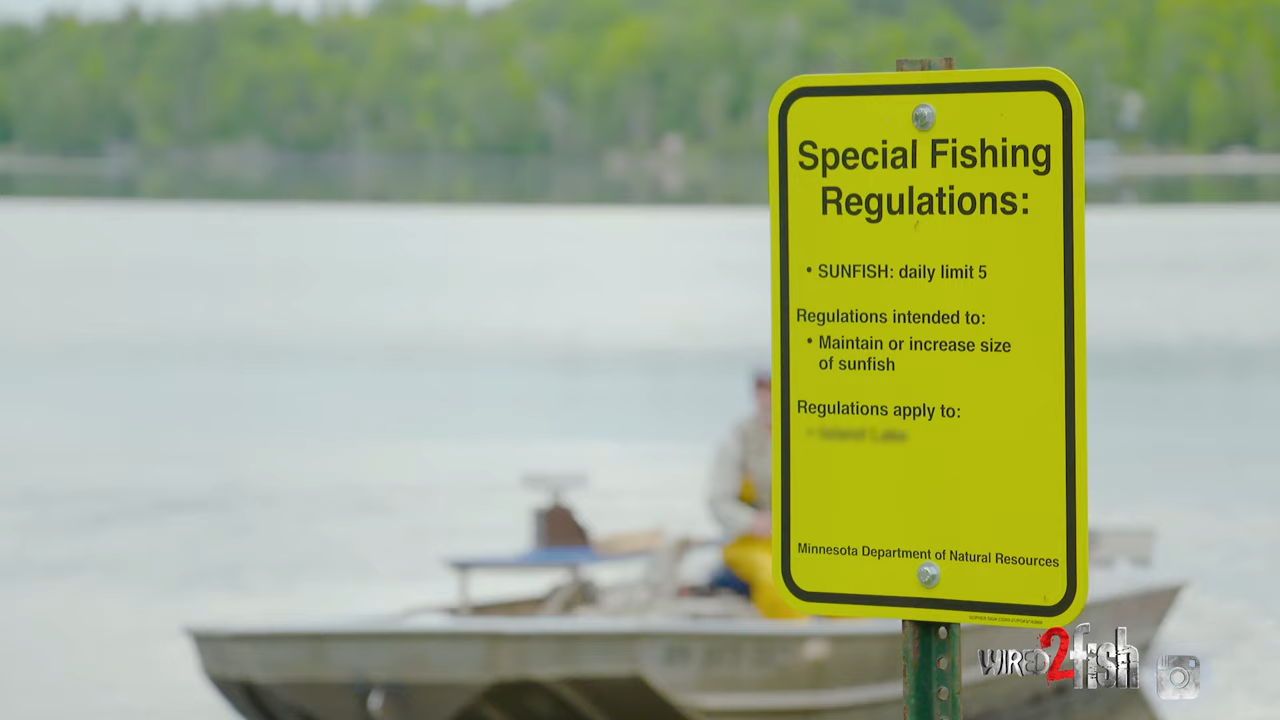 Special Fishing
Regulations:
• SUNFISH: daily limit 5
Regulations intended to:
• Maintain or increase size
of sunfish
Regulations apply to:
Minnesota Department of Natural Resources
WIRED2fish